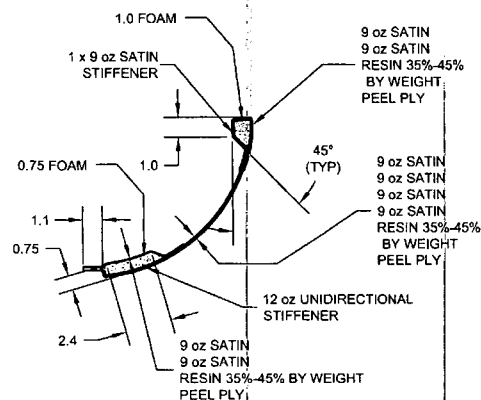 1.0 FOAM
1 x 9 oz SATIN
STIFFENER
9 oz SATIN
9 oz SATIN
RESIN 35%-45%
BY WEIGHT
PEEL PLY
1.0
45°
(TYP)
0.75 FOAM
9 oz SATIN
9 oz SATIN
9 oz SATIN
9 oz SATIN
RESIN 35%-45%
BY WEIGHT
PEEL PLY
1.1
0.75
12 oz UNIDIRECTIONAL
STIFFENER
2.4
9 oz SATIN
9 oz SATIN
RESIN 35%-45% BY WEIGHT
PEEL PLY